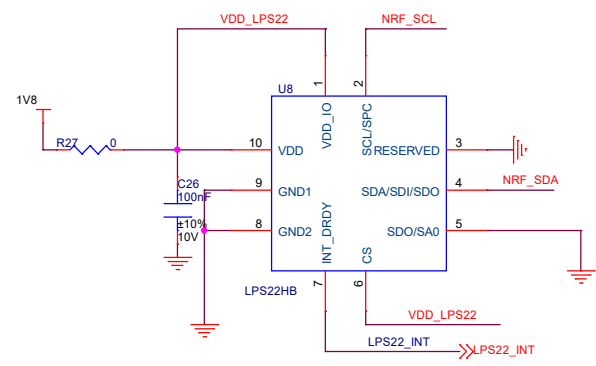 VDD_LPS22
NRF_SCL
U8
1
2
1V8
VDD_IO
SCL/SPC
R27
0
10
VDD
RESERVED
3
C26
100nF
9
GND1
SDA/SDI/SDO
4
NRF_SDA
±10%
10V
8
GND2
SDO/SA0
5
INT_DRDY
CS
LPS22HB
7
6
VDD_LPS22
LPS22_INT
LPS22_INT